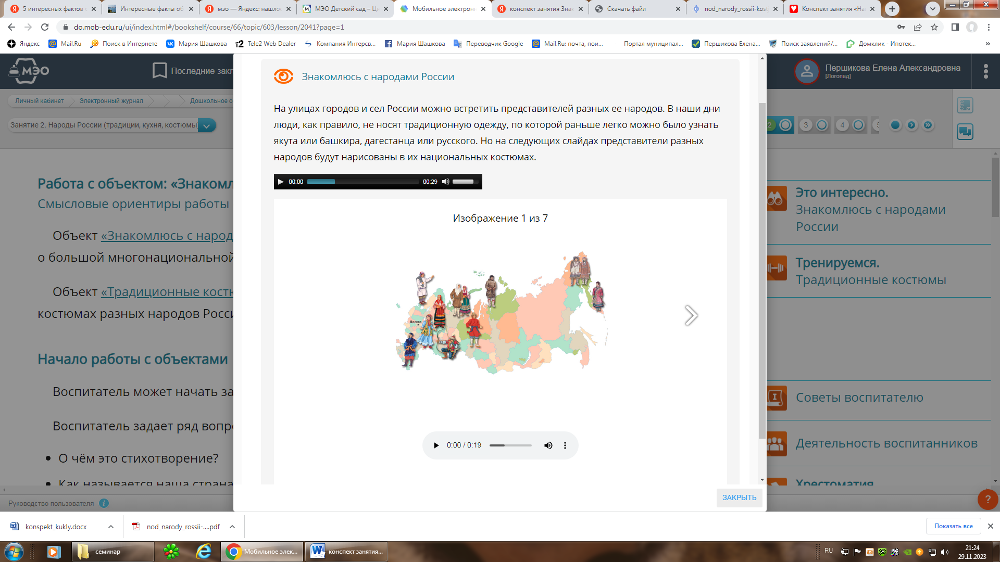 5 интересных фактов
Интересные факты об
мэо — Яндекс: нашло
МЭО Детский сад – Ц
Мобильное электронн
конспект занятия Зна
Скачать файл
nod_narody_rossii-kost
Конспект занятия «На
do.mob-edu.ru/ui/index.html#/bookshelf/course/66/topic/603/lesson/2041?page=1
Яндекс
Mail.Ru
Поиск в Интернете
Мария Шашкова
Tele2 Web Dealer
Компания Интерсв...
Мария Шашкова
Переводчик Google
Mail.Ru: почта, пои...
Портал муниципал...
Першикова Елена...
Поиск заявлений/...
Домклик - Ипотек...
»
МЭО
Последние закл
Першикова Елена Александровна
[Логопед]
Личный кабинет
Электронный журнал
Дошкольное о
Занятие 2. Народы России (традиции, кухня, костюмы
2
3
4
5
Знакомлюсь с народами России
На улицах городов и сел России можно встретить представителей разных ее народов. В наши дни
люди, как правило, не носят традиционную одежду, по которой раньше легко можно было узнать
якута или башкира, дагестанца или русского. Но на следующих слайдах представители разных
народов будут нарисованы в их национальных костюмах.
00:00
00:29
Изображение 1 из 7
Москва
0:00 / 0:19
ЗАКРЫТЬ
Работа с объектом: «Знакомл
Смысловые ориентиры работы
Объект «Знакомлюсь с народ
о большой многонациональной
Объект «Традиционные костю
костюмах разных народов Росси
Начало работы с объектами
Воспитатель может начать за
Воспитатель задает ряд вопро
О чём это стихотворение?
Как называется наша страна
Это интересно.
Знакомлюсь с народами
России
Тренируемся.
Традиционные костюмы
Советы воспитателю
Деятельность воспитанников
Хрестоматия
Руководство пользователя
i
?
konspekt_kukly.docx
nod_narody_rossii-....pdf
Показать все
семинар
Мобильное элек...
конспект занятия...
RU
21:24
29.11.2023